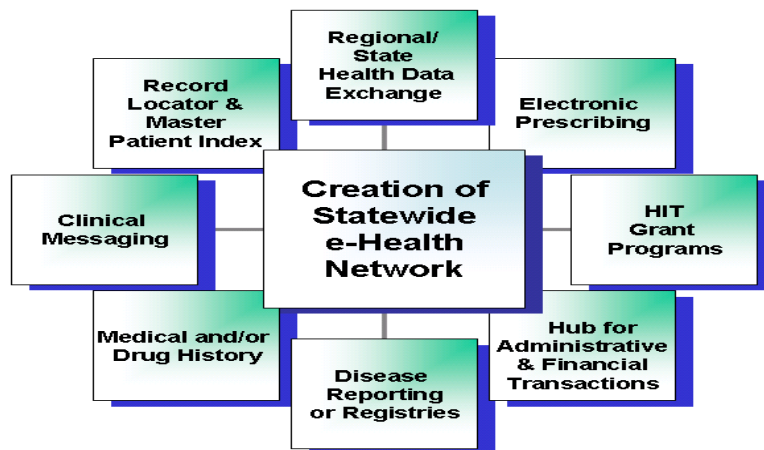 Regional/
State
Health Data
Exchange
Record
Locator &
Master
Patient Index
Electronic
Prescribing
Creation of
Statewide
e-Health
Network
Clinical
Messaging
HIT
Grant
Programs
Medical and/or
Drug History
Hub for
Administrative
& Financial
Transactions
Disease
Reporting
or Registries